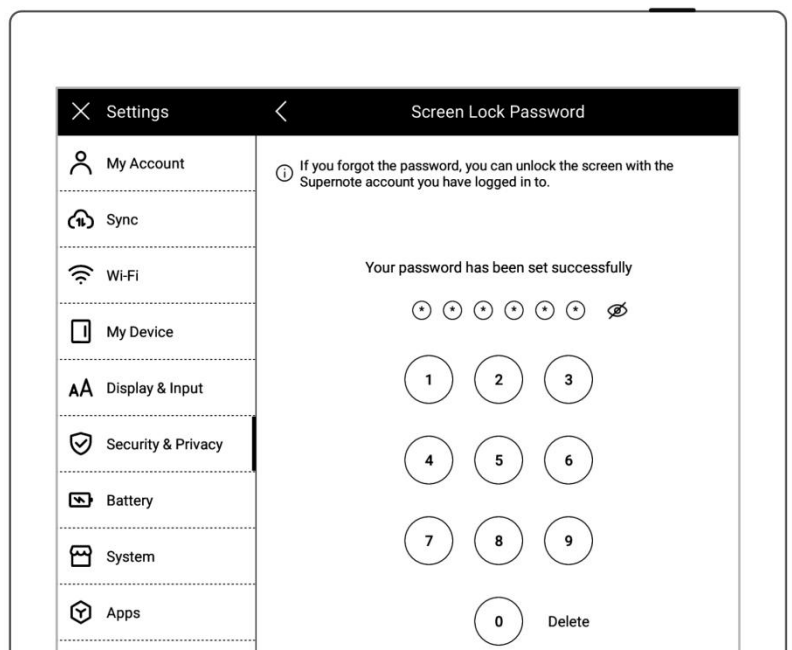 Settings
Screen Lock Password
My Account
Sync
Wi-Fi
My Device
Display & Input
Security & Privacy
Battery
System
Apps
If you forgot the password, you can unlock the screen with the
Supernote account you have logged in to.
Your password has been set successfully
* * * * * *
1 2 3
4 5 6
7 8 9
0 Delete